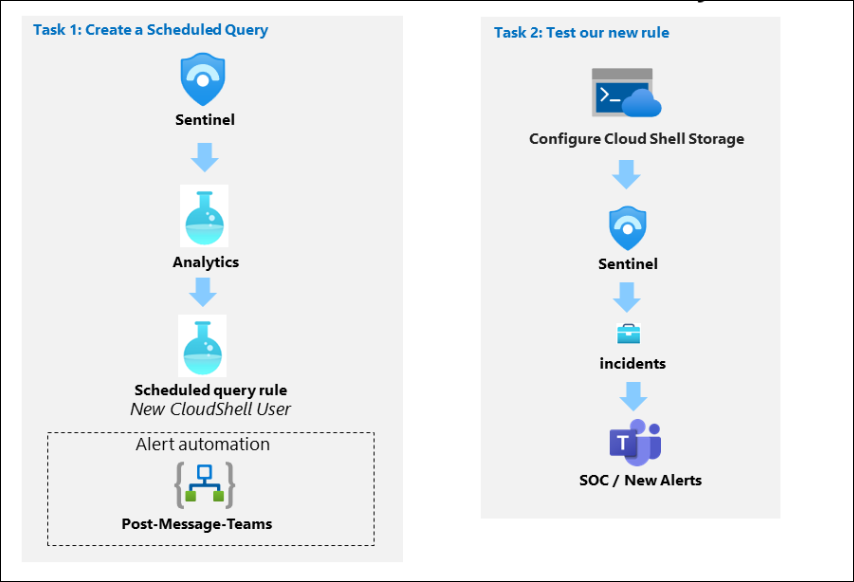 Task 1: Create a Scheduled Query
Sentinel
Analytics
Scheduled query rule
New CloudShell User
Alert automation
Post-Message-Teams
Task 2: Test our new rule
Configure Cloud Shell Storage
Sentinel
incidents
T
SOC / New Alerts